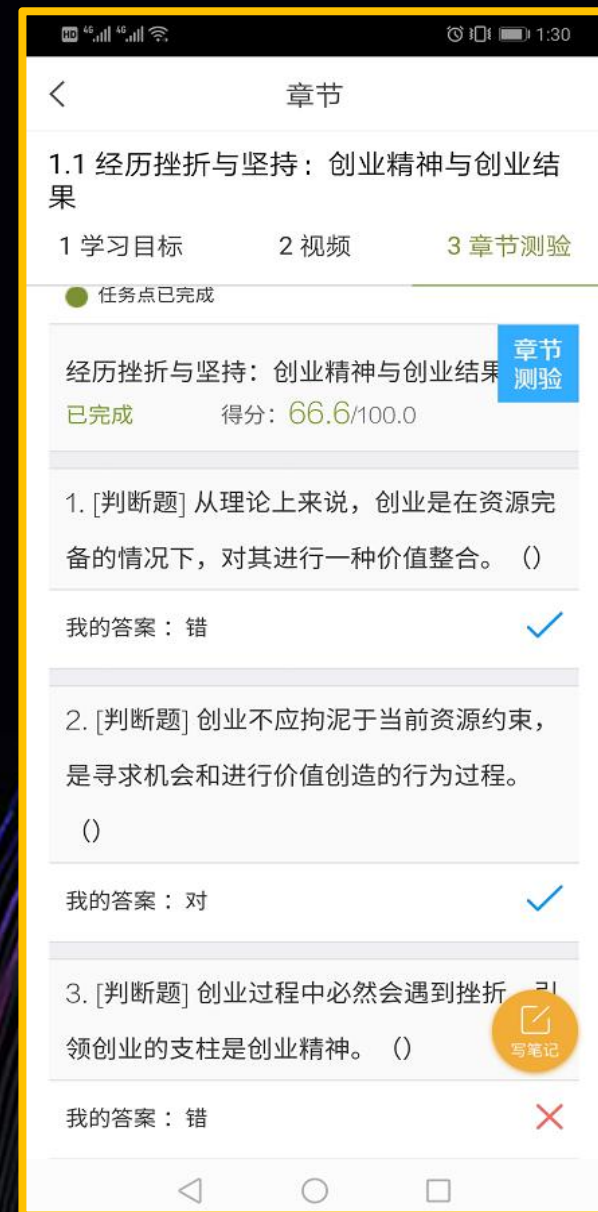 HD 46 46 1:30
章节
1.1 经历挫折与坚持：创业精神与创业结
果
1 学习目标 2 视频 3 章节测验
任务点已完成
经历挫折与坚持：创业精神与创业结果
章节
测验
已完成 得分：66.6/100.0
1. [判断题] 从理论上来说，创业是在资源完
备的情况下，对其进行一种价值整合。（）
我的答案：错
2. [判断题] 创业不应拘泥于当前资源约束，
是寻求机会和进行价值创造的行为过程。
（）
我的答案：对
3. [判断题] 创业过程中必然会遇到挫折
领创业的支柱是创业精神。（）
写笔记
我的答案：错